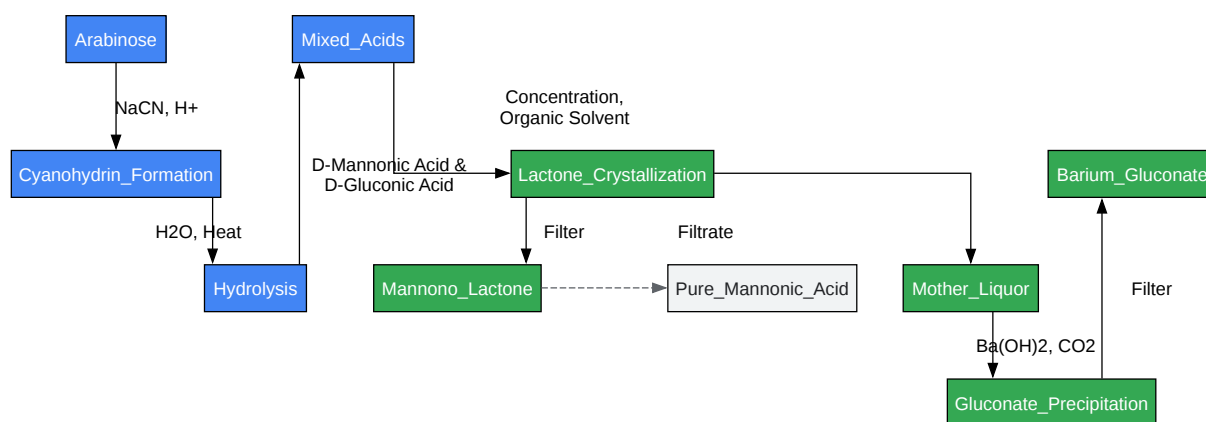 Arabinose
Mixed_Acids
NaCN, H+
Concentration,
Organic Solvent
Cyanohydrin_Formation
D-Mannonic Acid &
D-Gluconic Acid
Lactone_Crystallization
Barium_Gluconate
H2O, Heat
Filter
Filtrate
Hydrolysis
Mannono_Lactone
Pure_Mannonic_Acid
Mother_Liquor
Filter
Ba(OH)2, CO2
Gluconate_Precipitation